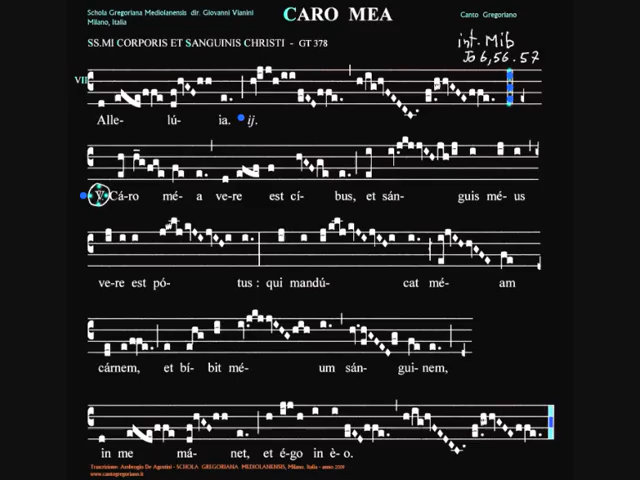 Schola Gregoriana Mediolanensis dir. Giovanni Vianini
Milano, Italia
CARO MEA
Canto Gregoriano
SS.MI CORPORIS ET SANGUINIS CHRISTI - GT 378
int. Mib
Jo 6,56.57
VII
Alle- lú- ia. ij.
℣. Cáro mé- a ve-re est cí- bus, et sán- guis mé- us
ve-re est pó- tus : qui mandú- cat mé- am
cárnem, et bí- bit mé- um sán- gui- nem,
in me má- net, et égo in è- o.
Trascrizione: Ambrogio De Agostini - SCHOLA GREGORIANA MEDIOLANENSIS, Milano. Italia - anno 2009
www.cantogregoriano.it